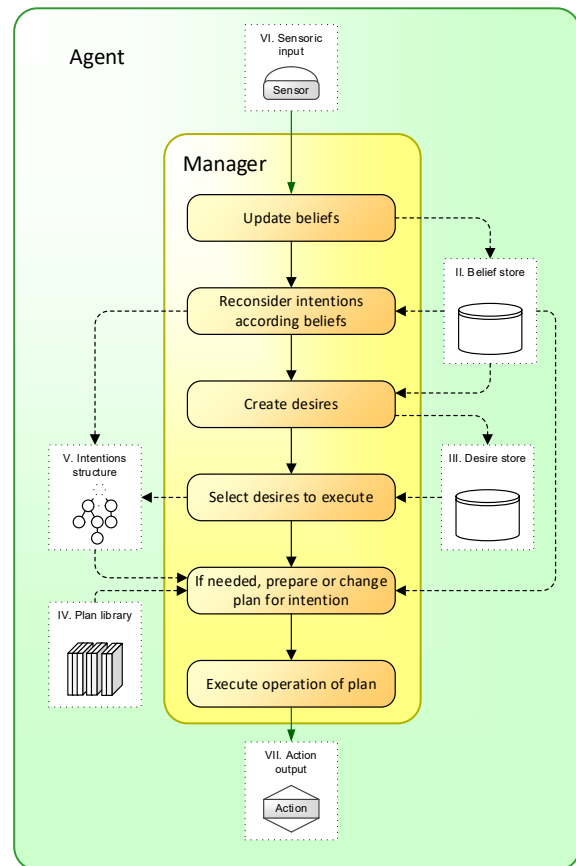 Agent
VI. Sensoric
input
Sensor
Manager
Update beliefs
II. Belief store
Reconsider intentions
according beliefs
Create desires
V. Intentions
structure
III. Desire store
Select desires to execute
If needed, prepare or change
plan for intention
IV. Plan library
Execute operation of plan
VII. Action
output
Action